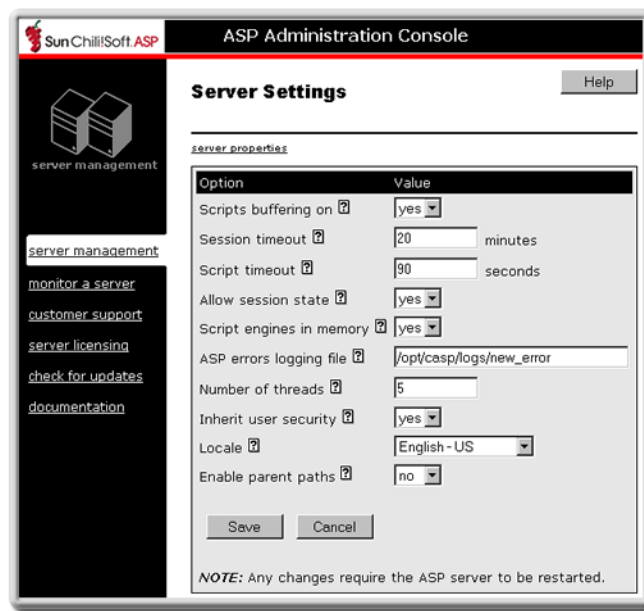 Sun Chili!Soft ASP
ASP Administration Console
Server Settings
Help
server management
server properties
Option Value
Scripts buffering on ? yes
Session timeout ? 20 minutes
Script timeout ? 90 seconds
Allow session state ? yes
Script engines in memory ? yes
ASP errors logging file ? /opt/casp/logs/new_error
Number of threads ? 5
Inherit user security ? yes
Locale ? English - US
Enable parent paths ? no
Save Cancel
NOTE: Any changes require the ASP server to be restarted.
server management
monitor a server
customer support
server licensing
check for updates
documentation